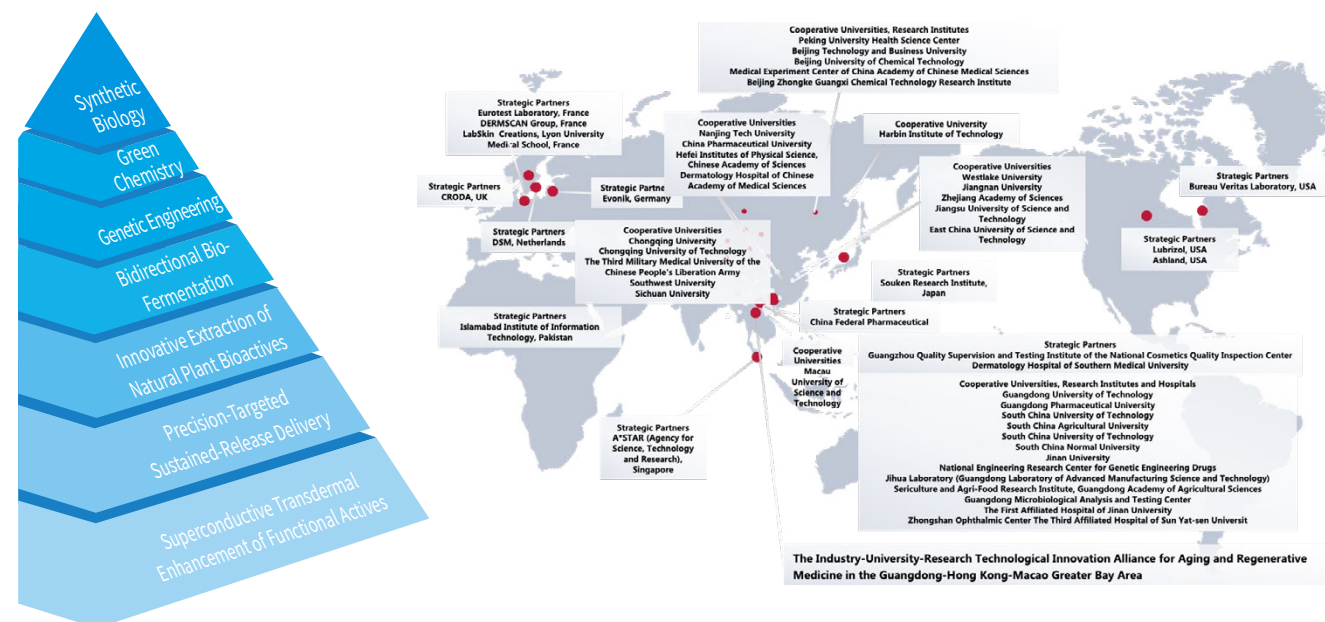 Synthetic
Biology
Green
Chemistry
Genetic Engineering
Bidirectional Bio-
Fermentation
Innovative Extraction of
Natural Plant Bioactives
Precision-Targeted
Sustained-Release Delivery
Superconductive Transdermal
Enhancement of Functional Actives
Cooperative Universities, Research Institutes
Peking University Health Science Center
Beijing Technology and Business University
Beijing University of Chemical Technology
Medical Experiment Center of China Academy of Chinese Medical Sciences
Beijing Zhongke Guangxi Chemical Technology Research Institute
Strategic Partners
Eurotest Laboratory, France
DERMSCAN Group, France
LabSkin Creations, Lyon University
Medical School, France
Cooperative Universities
Nanjing Tech University
China Pharmaceutical University
Hefei Institutes of Physical Science,
Chinese Academy of Sciences
Dermatology Hospital of Chinese
Academy of Medical Sciences
Cooperative University
Harbin Institute of Technology
Cooperative Universities
Westlake University
Jiangnan University
Zhejiang Academy of Sciences
Jiangsu University of Science and
Technology
East China University of Science and
Technology
Strategic Partners
Bureau Veritas Laboratory, USA
Strategic Partners
CRODA, UK
Strategic Partne
Evonik, Germany
Strategic Partners
DSM, Netherlands
Cooperative Universities
Chongqing University
Chongqing University of Technology
The Third Military Medical University of the
Chinese People's Liberation Army
Southwest University
Sichuan University
Strategic Partners
Lubrizol, USA
Ashland, USA
Strategic Partners
Souken Research Institute,
Japan
Strategic Partners
Islamabad Institute of Information
Technology, Pakistan
Strategic Partners
China Federal Pharmaceutical
Cooperative
Universities
Macau
University of
Science and
Technology
Strategic Partners
Guangzhou Quality Supervision and Testing Institute of the National Cosmetics Quality Inspection Center
Dermatology Hospital of Southern Medical University
Cooperative Universities, Research Institutes and Hospitals
Guangdong University of Technology
Guangdong Pharmaceutical University
South China University of Technology
South China Agricultural University
South China University of Technology
South China Normal University
Jinan University
National Engineering Research Center for Genetic Engineering Drugs
Jihua Laboratory (Guangdong Laboratory of Advanced Manufacturing Science and Technology)
Sericulture and Agri-Food Research Institute, Guangdong Academy of Agricultural Sciences
Guangdong Microbiological Analysis and Testing Center
The First Affiliated Hospital of Jinan University
Zhongshan Ophthalmic Center The Third Affiliated Hospital of Sun Yat-sen Universit
Strategic Partners
A*STAR (Agency for
Science, Technology
and Research),
Singapore
The Industry-University-Research Technological Innovation Alliance for Aging and Regenerative
Medicine in the Guangdong-Hong Kong-Macao Greater Bay Area